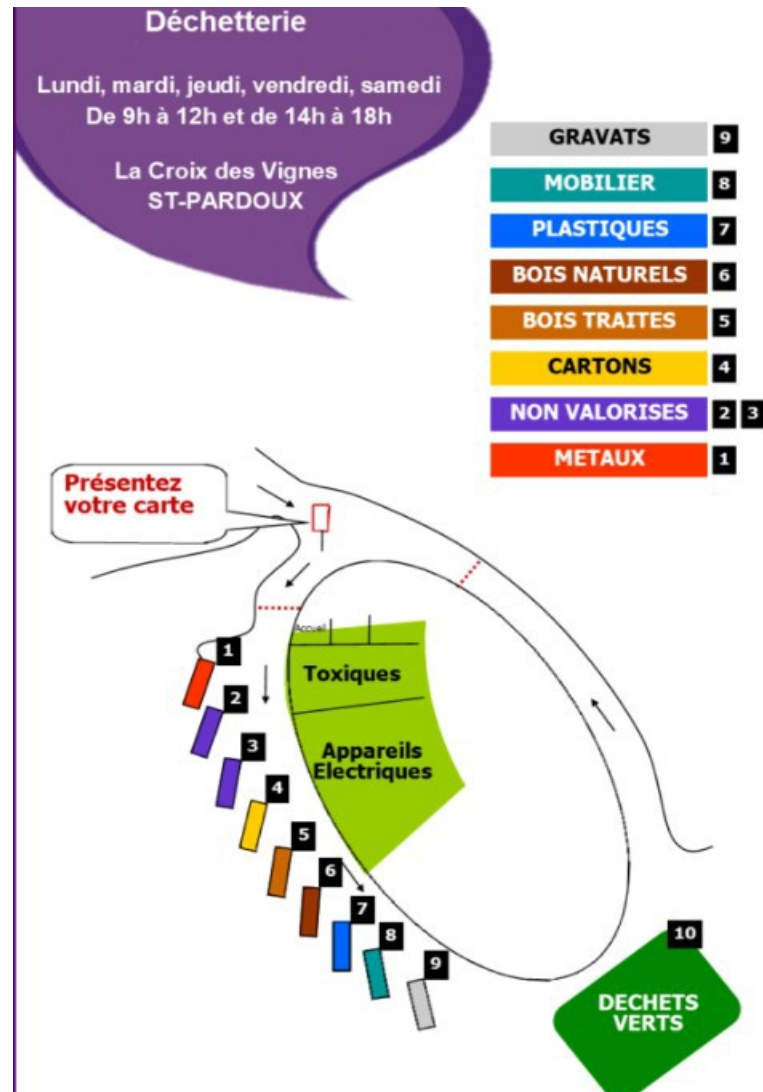 Déchetterie
Lundi, mardi, jeudi, vendredi, samedi
De 9h à 12h et de 14h à 18h
La Croix des Vignes
ST-PARDOUX
GRAVATS 9
MOBILIER 8
PLASTIQUES 7
BOIS NATURELS 6
BOIS TRAITES 5
CARTONS 4
NON VALORISES 2 3
METAUX 1
Présentez
votre carte
Accueil
Toxiques
Appareils
Electriques
1
2
3
4
5
6
7
8
9
10
DECHETS
VERTS